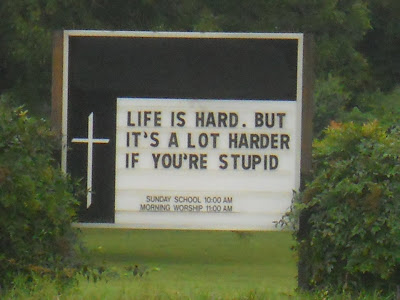 LIFE IS HARD. BUT
IT'S A LOT HARDER
IF YOU'RE STUPID
SUNDAY SCHOOL 10:00 AM
MORNING WORSHIP 11:00 AM